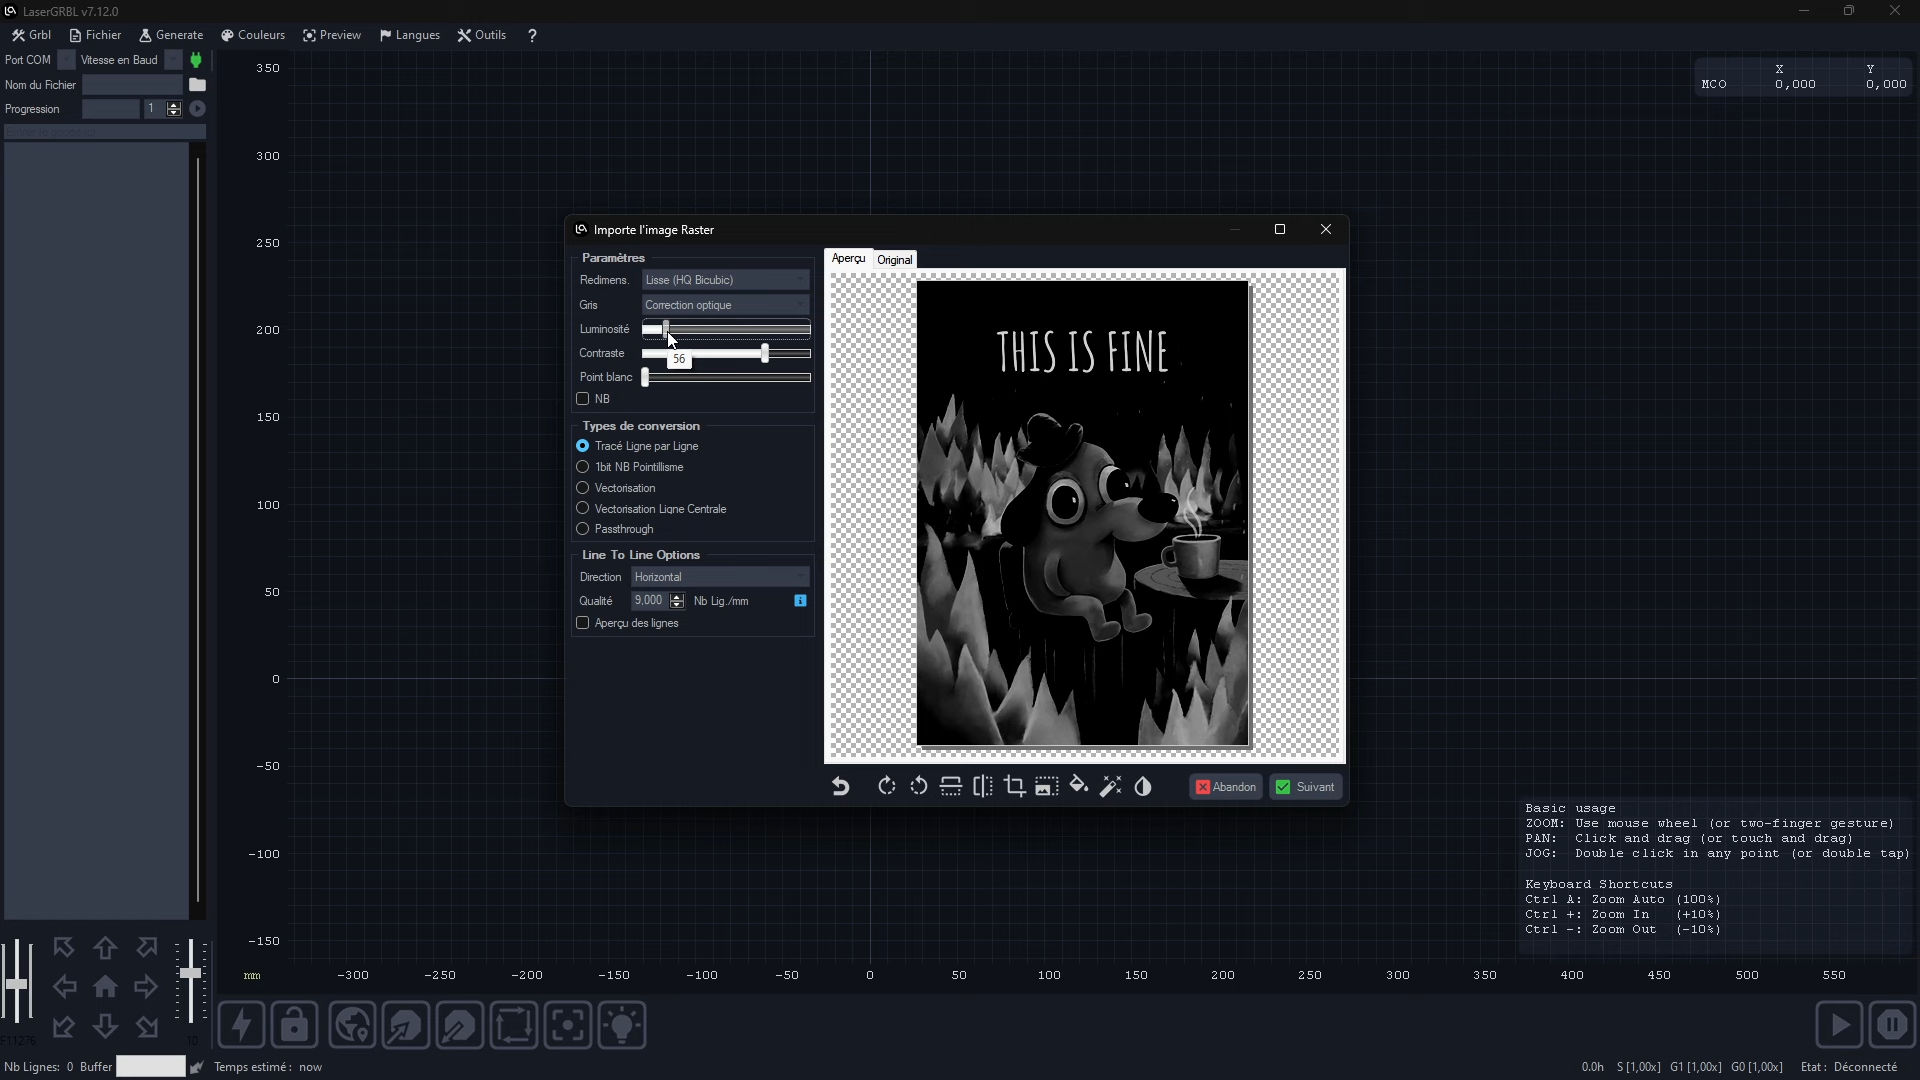 LaserGRBL v7.12.0
Grbl Fichier Generate Couleurs Preview Langues Outils ?
Port COM Vitesse en Baud
Nom du Fichier
Progression 1
X Y
MCO 0,000 0,000
350
300
250
200
150
100
50
0
-50
-100
-150
Importe l'image Raster
Paramètres
Redimens. Lisse (HQ Bicubic)
Gris Correction optique
Luminosité
Contraste
56
Point blanc
NB
Types de conversion
Tracé Ligne par Ligne
1bit NB Pointillisme
Vectorisation
Vectorisation Ligne Centrale
Passthrough
Line To Line Options
Direction Horizontal
Qualité 9,000 Nb Lig./mm
Aperçu des lignes
Aperçu Original
THIS IS FINE
Abandon Suivant
Basic usage
ZOOM: Use mouse wheel (or two-finger gesture)
PAN: Click and drag (or touch and drag)
JOG: Double click in any point (or double tap)
Keyboard Shortcuts
Ctrl A: Zoom Auto (100%)
Ctrl +: Zoom In (+10%)
Ctrl -: Zoom Out (-10%)
mm -300 -250 -200 -150 -100 -50 0 50 100 150 200 250 300 350 400 450 500 550
F11276 10
Nb Lignes: 0 Buffer Temps estimé: now
0.0h S [1,00x] G1 [1,00x] G0 [1,00x] Etat: Déconnecté